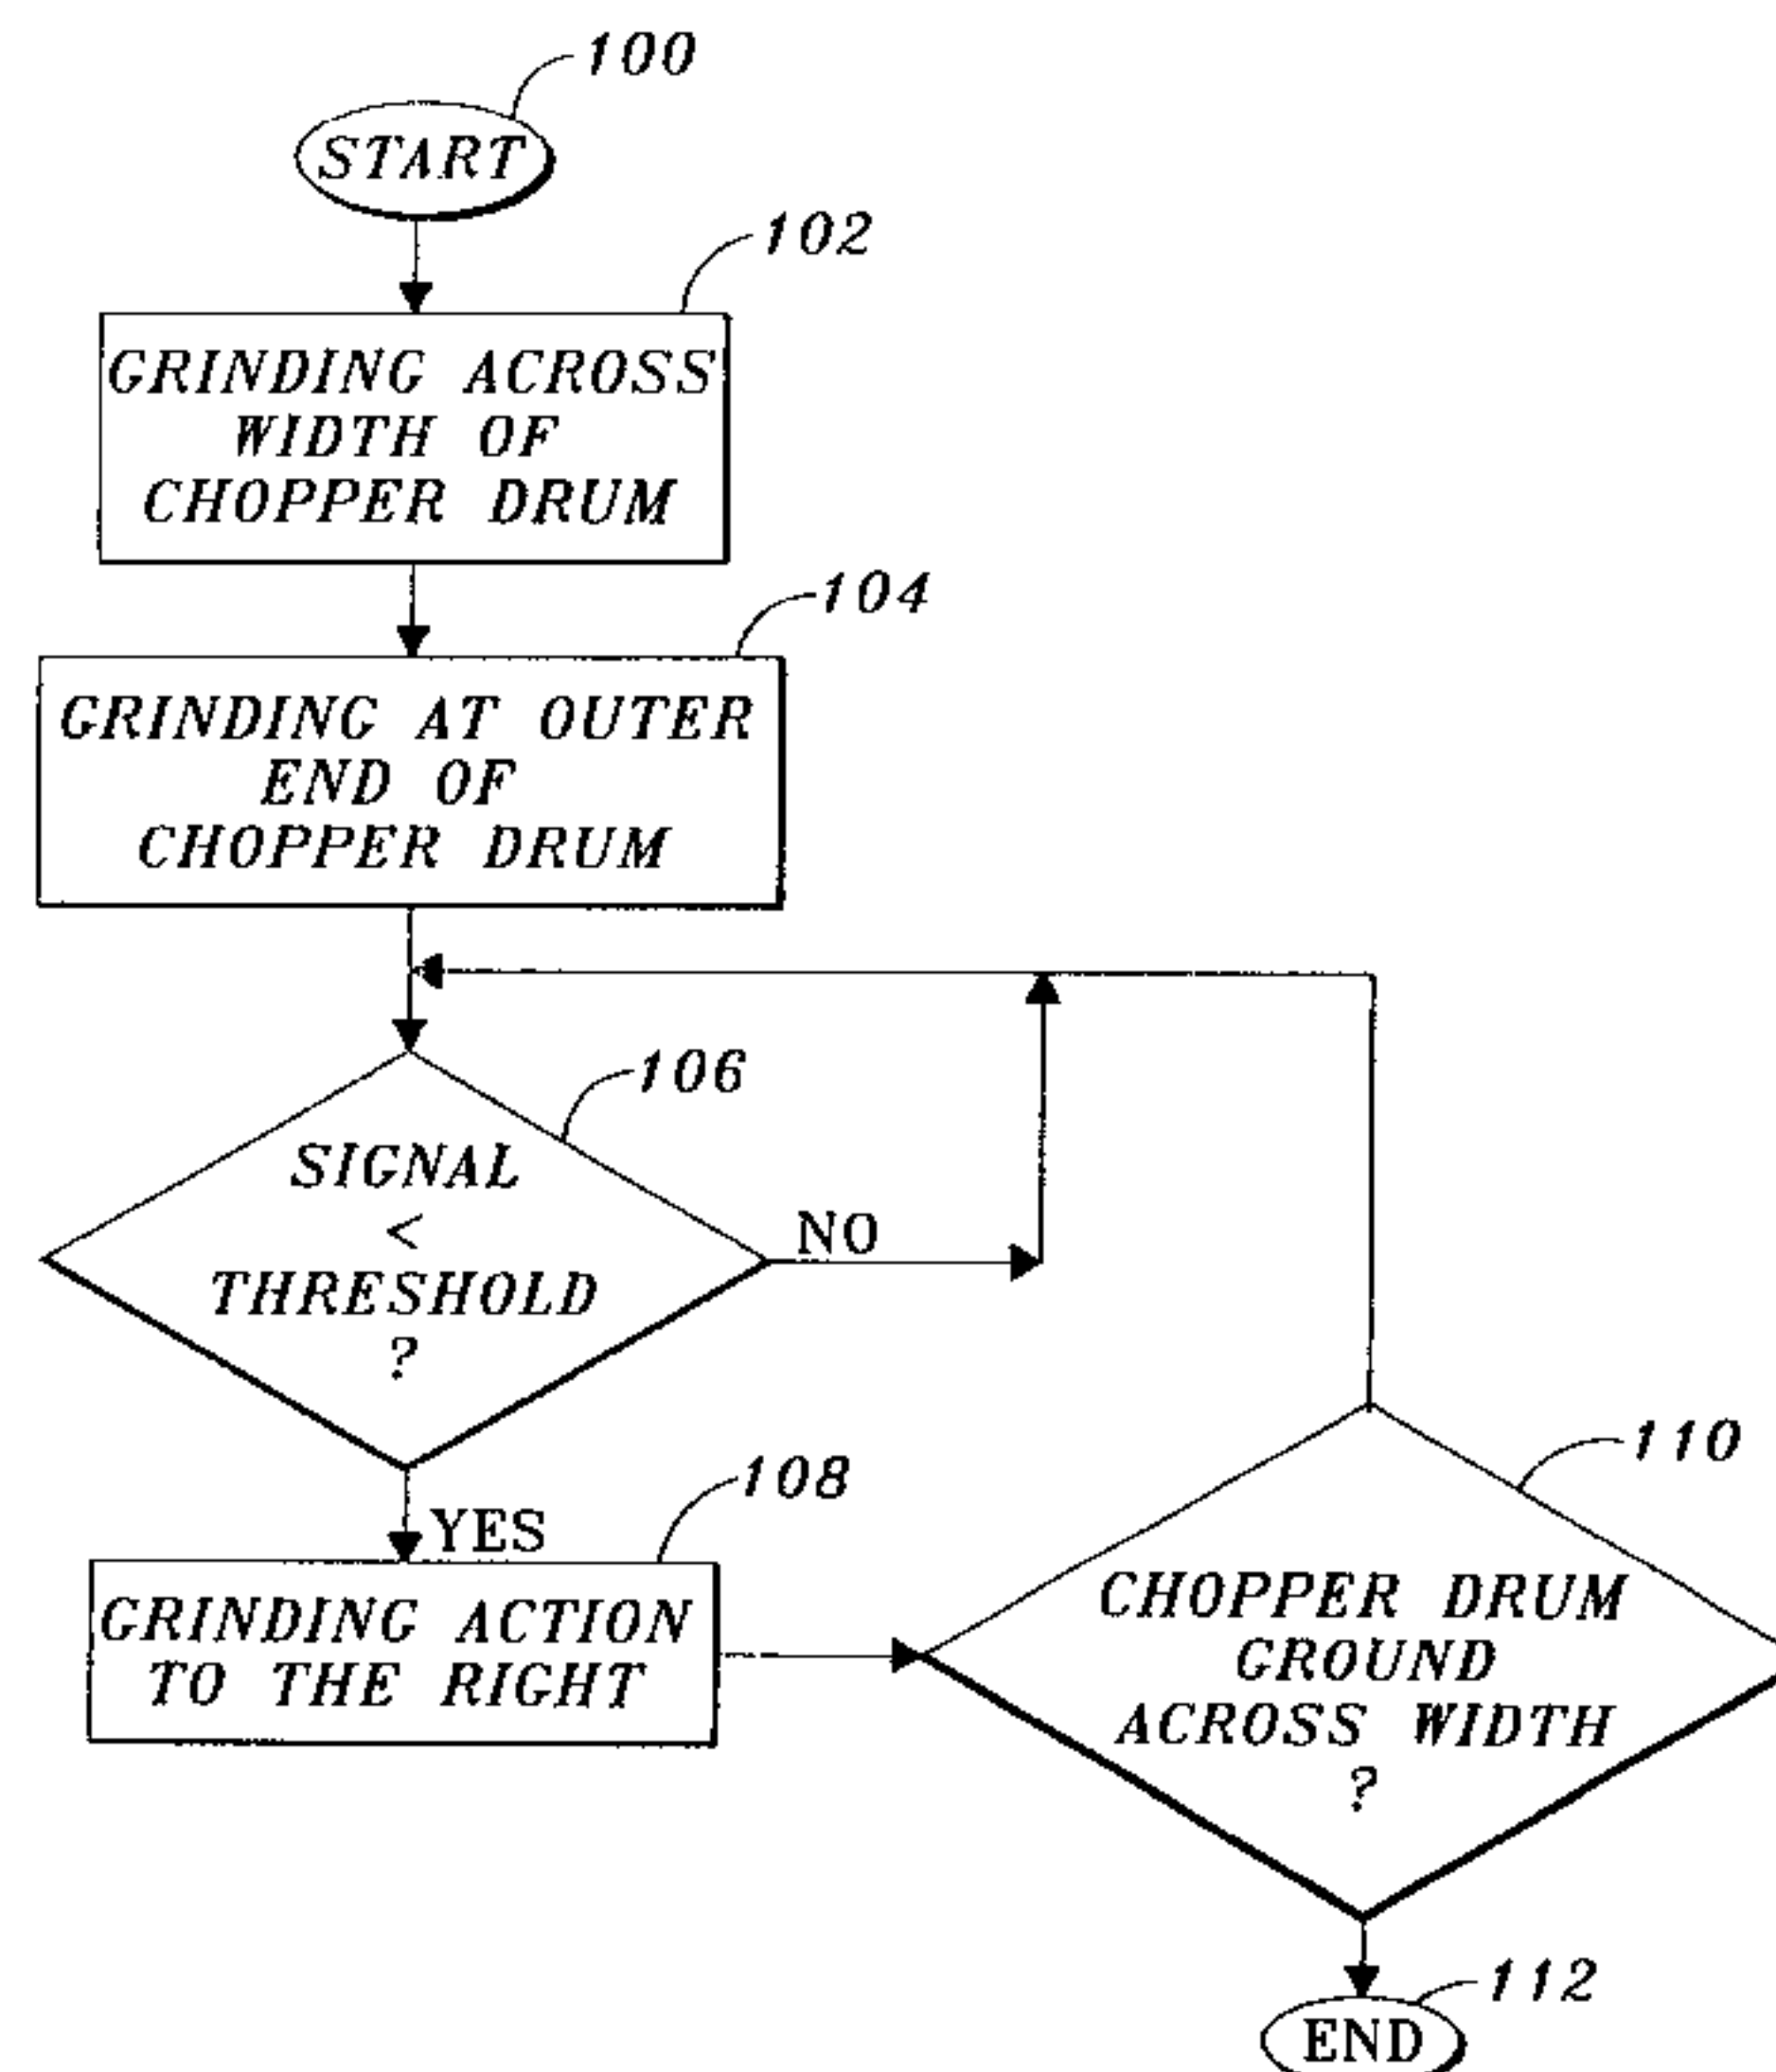 100
START
102
GRINDING ACROSS
WIDTH OF
CHOPPER DRUM
104
GRINDING AT OUTER
END OF
CHOPPER DRUM
106
SIGNAL
<
THRESHOLD
?
NO
YES
108
GRINDING ACTION
TO THE RIGHT
110
CHOPPER DRUM
GROUND
ACROSS WIDTH
?
112
END